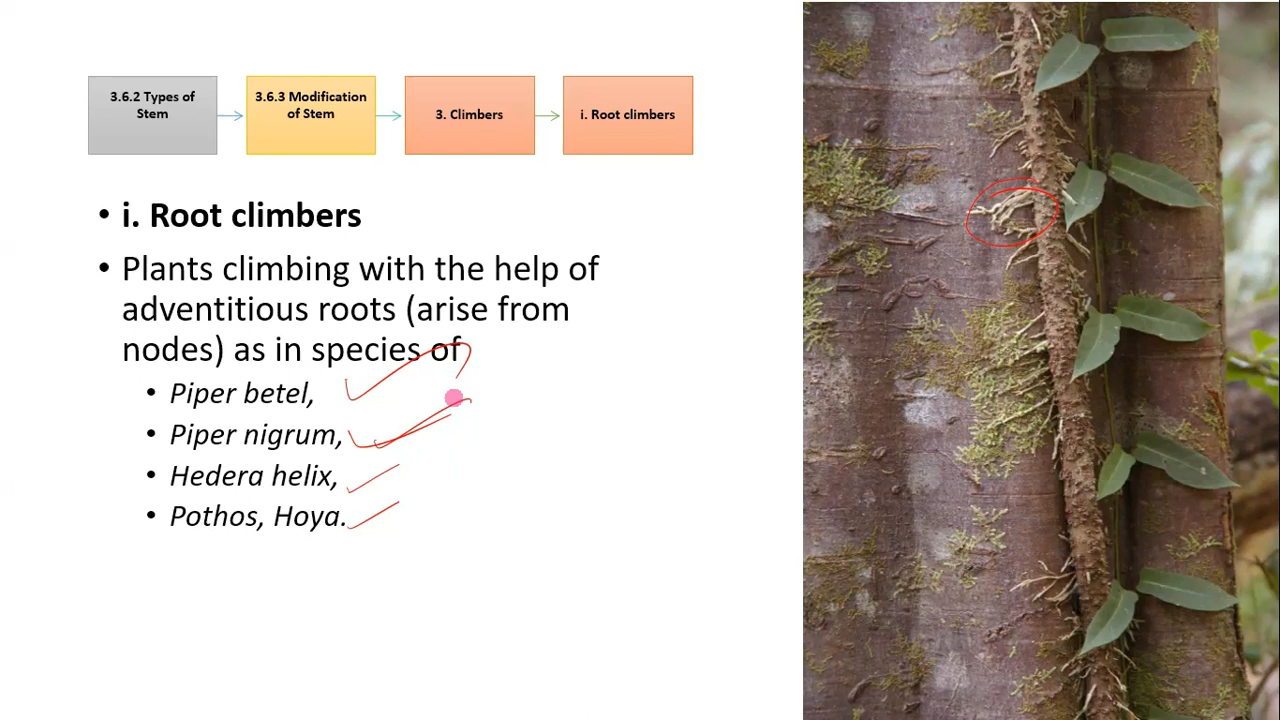 3.6.2 Types of
Stem
3.6.3 Modification
of Stem
3. Climbers
i. Root climbers
• i. Root climbers
• Plants climbing with the help of
adventitious roots (arise from
nodes) as in species of
• Piper betel,
• Piper nigrum,
• Hedera helix,
• Pothos, Hoya.